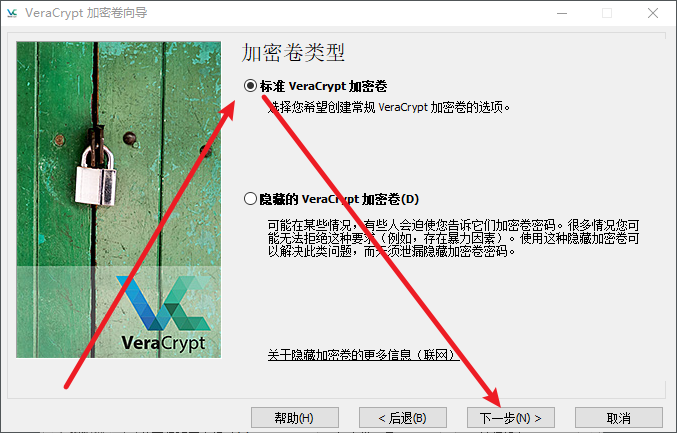 VeraCrypt 加密卷向导
加密卷类型
标准 VeraCrypt 加密卷
选择您希望创建常规 VeraCrypt 加密卷的选项。
隐藏的 VeraCrypt 加密卷(D)
可能在某些情况，有些人会迫使您告诉它们加密卷密码。很多情况您可
能无法拒绝这种要求（例如，存在暴力因素）。使用这种隐藏加密卷可
以解决此类问题，而无须泄漏隐藏加密卷密码。
VeraCrypt
关于隐藏加密卷的更多信息（联网）
帮助(H)
< 后退(B)
下一步(N) >
取消